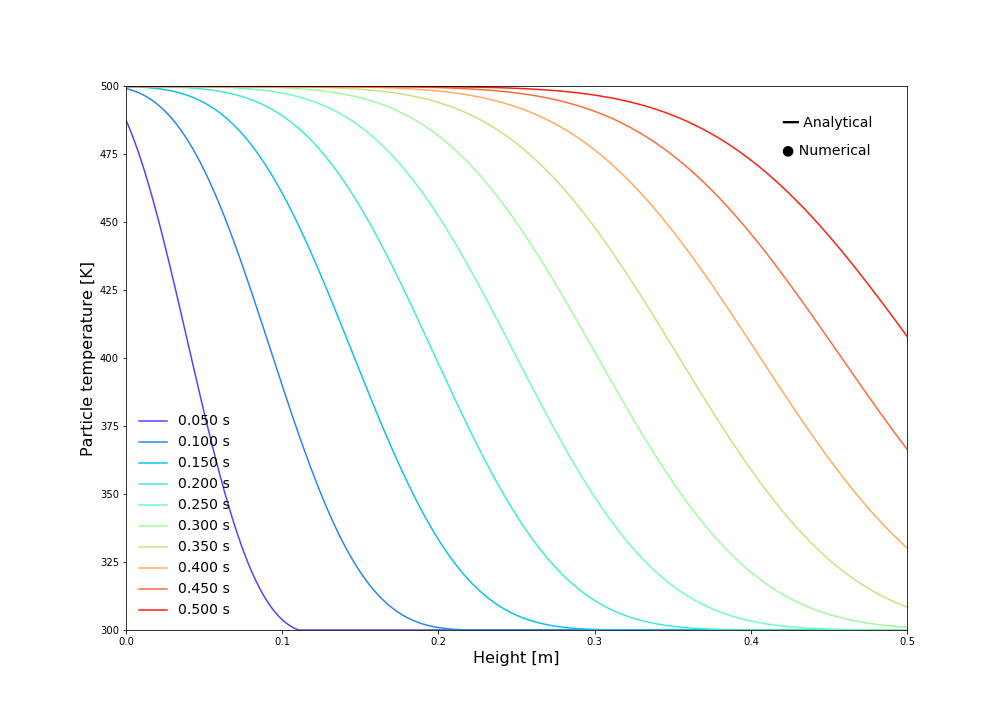 500
475
450
425
400
375
350
325
300
Particle temperature [K]
Analytical
Numerical
0.050 s
0.100 s
0.150 s
0.200 s
0.250 s
0.300 s
0.350 s
0.400 s
0.450 s
0.500 s
0.0 0.1 0.2 0.3 0.4 0.5
Height [m]